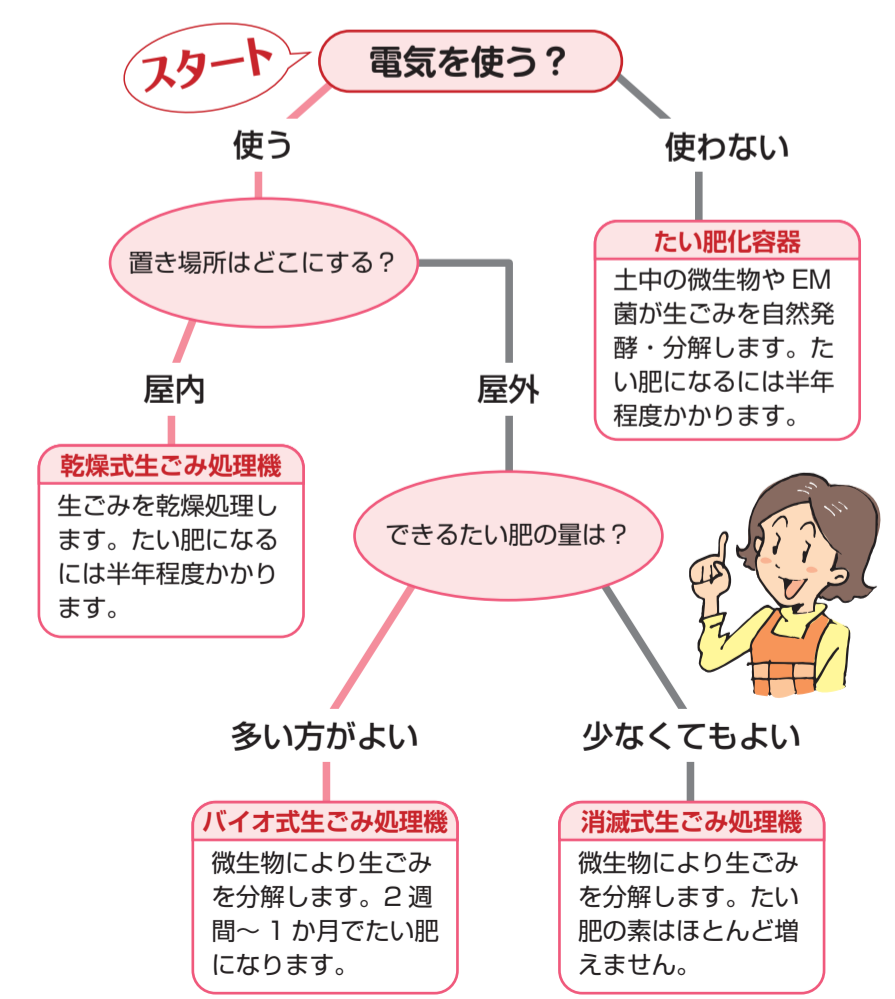 スタート
電気を使う？
使う
使わない
置き場所はどこにする？
たい肥化容器
土中の微生物や EM
菌が生ごみを自然発
酵・分解します。た
い肥になるには半年
程度かかります。
屋内
屋外
乾燥式生ごみ処理機
生ごみを乾燥処理し
ます。たい肥になる
には半年程度かかり
ます。
できるたい肥の量は？
多い方がよい
少なくてもよい
バイオ式生ごみ処理機
微生物により生ごみ
を分解します。2 週
間～ 1 か月でたい肥
になります。
消滅式生ごみ処理機
微生物により生ごみ
を分解します。たい
肥の素はほとんど増
えません。